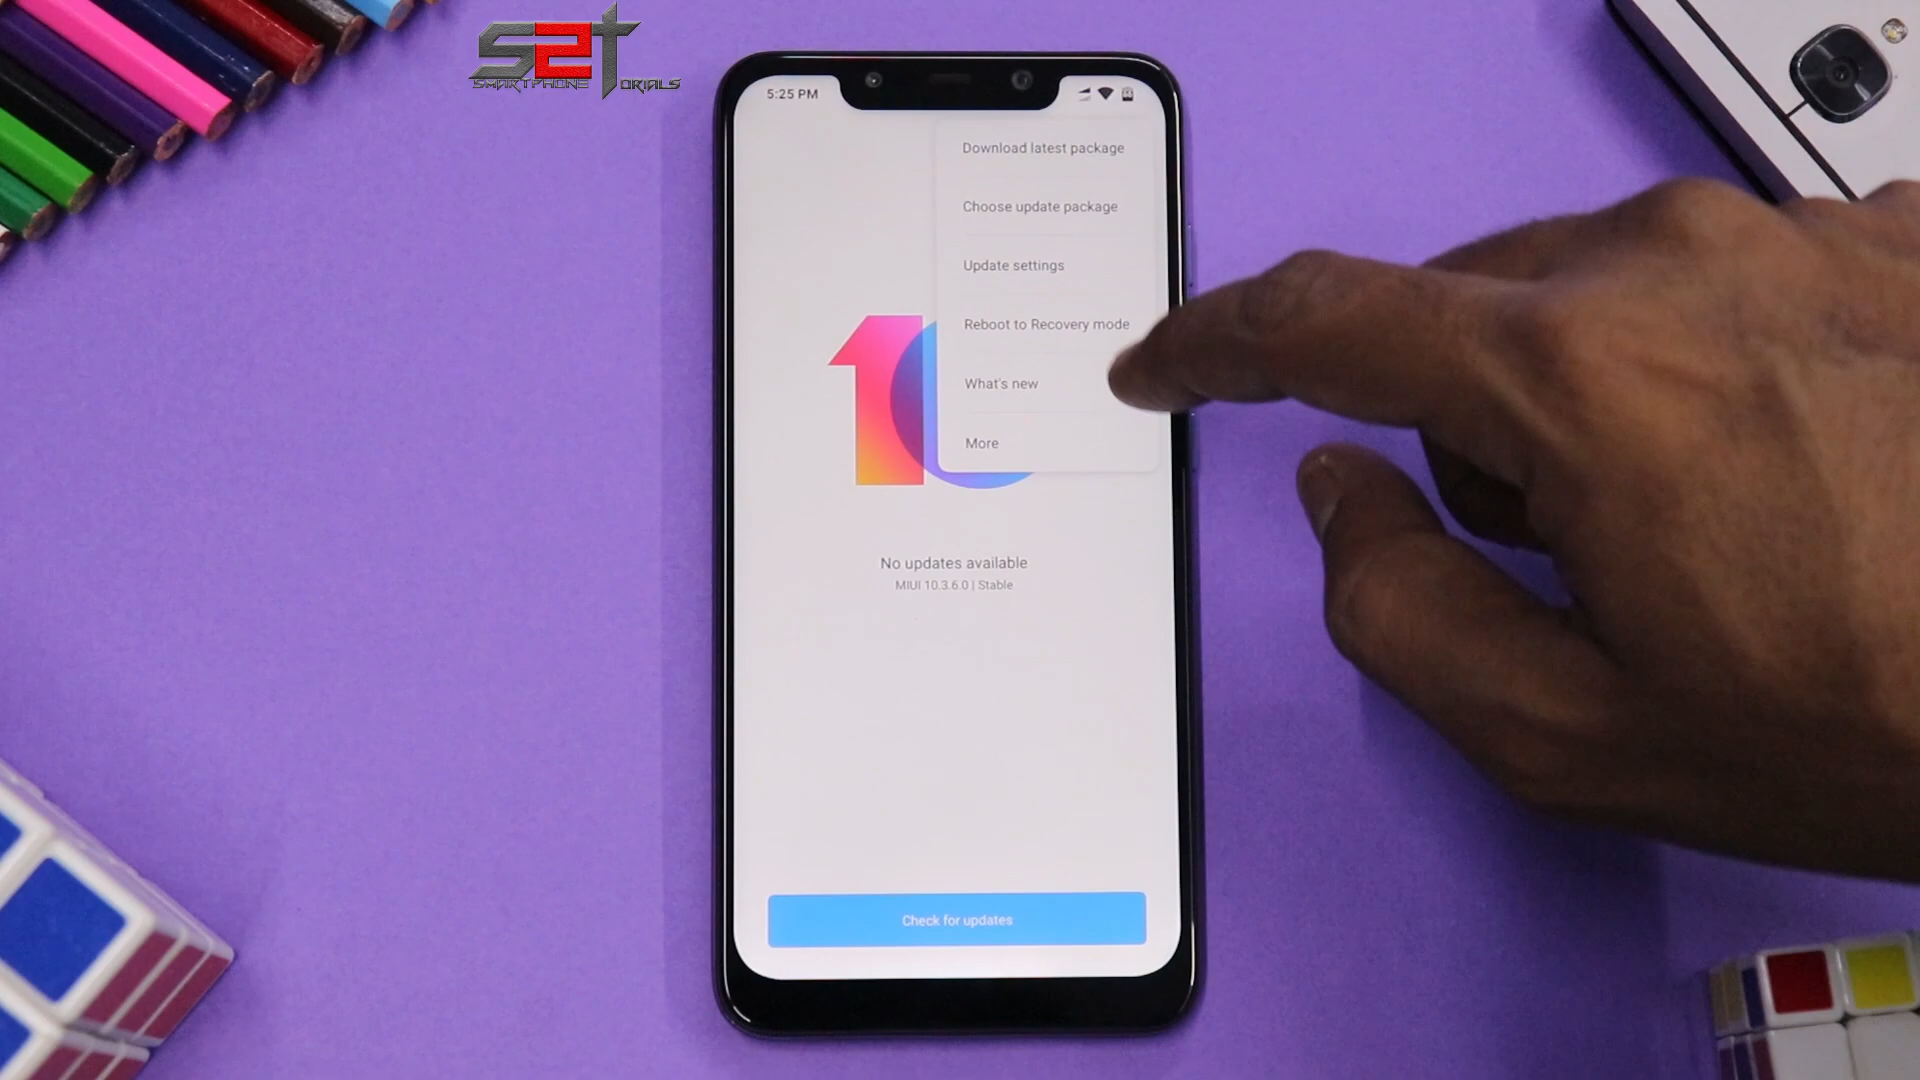 S2T
SMARTPHONE TORIALS
5:25 PM
Download latest package
Choose update package
Update settings
Reboot to Recovery mode
What's new
More
No updates available
MIUI 10.3.6.0 | Stable
Check for updates